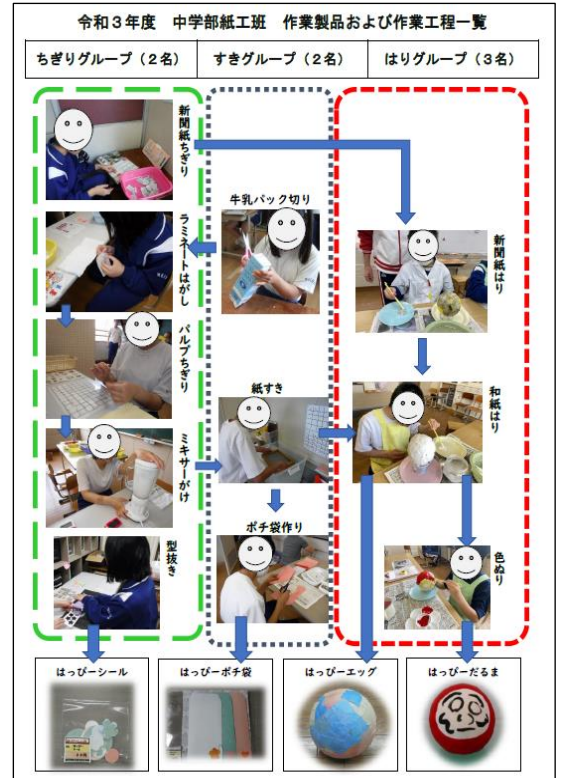 令和３年度　中学部紙工班　作業製品および作業工程一覧
ちぎりグループ（２名）
すきグループ（２名）
はりグループ（３名）
新聞紙ちぎり
牛乳パック切り
ラミネートはがし
新聞紙はり
パルプちぎり
紙すき
和紙はり
ミキサーがけ
ポチ袋作り
型抜き
色ぬり
はっぴーシール
はっぴーポチ袋
はっぴーエッグ
はっぴーだるま